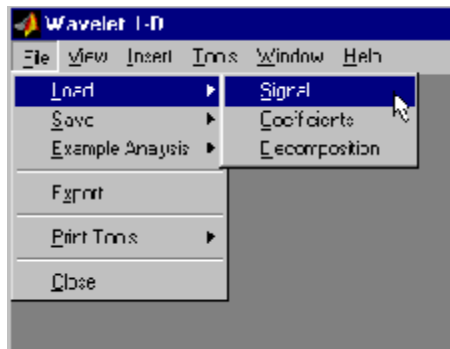 Wavelet 1-D
File View Insert Tools Window Help
Load
Signal
Save
Coefficients
Example Analysis
Decomposition
Export
Print Tools
Close